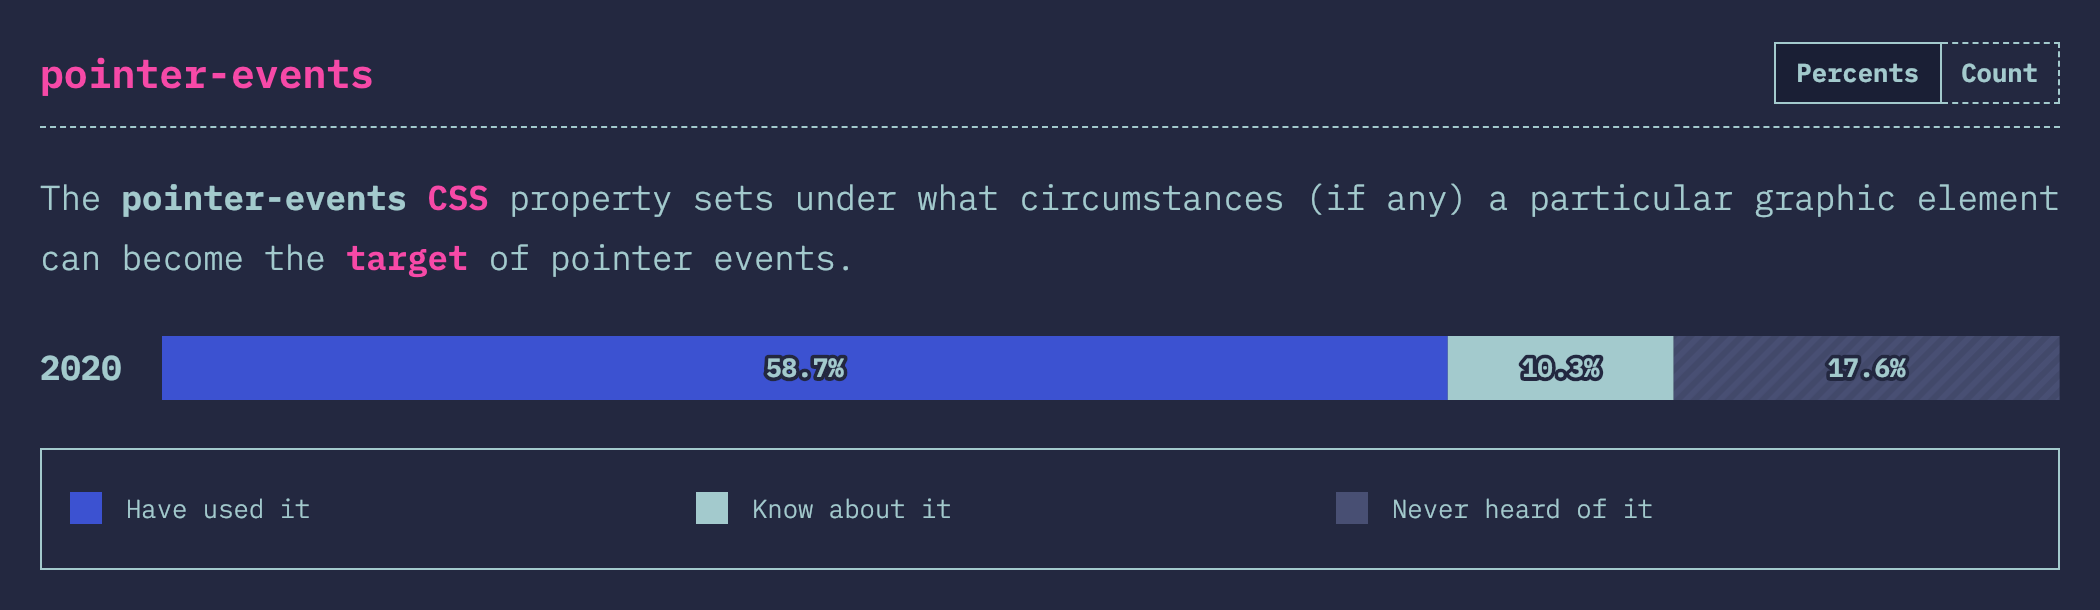 pointer-events
Percents Count
The pointer-events CSS property sets under what circumstances (if any) a particular graphic element
can become the target of pointer events.
2020 58.7% 10.3% 17.6%
Have used it Know about it Never heard of it